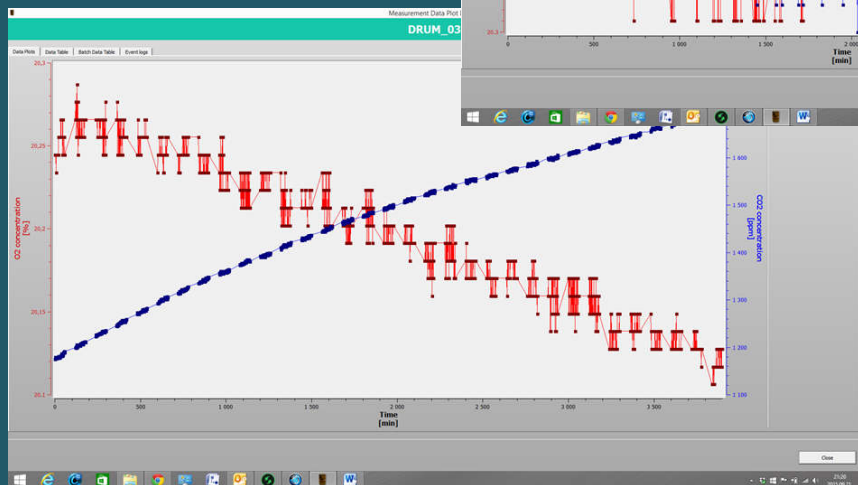 Measurement Data Plot
DRUM_03
Data Plots Data Table Batch Data Table Event logs
20,3
20,25
20,2
20,15
20,1
O2 concentration
[%]
0 500 1 000 1 500 2 000 2 500 3 000 3 500
Time
[min]
1 600
1 500
1 400
1 300
1 200
1 100
CO2 concentration
[ppm]
20,3
0 500 1 000 1 500 2 000
Time
[min]
Close
21:20